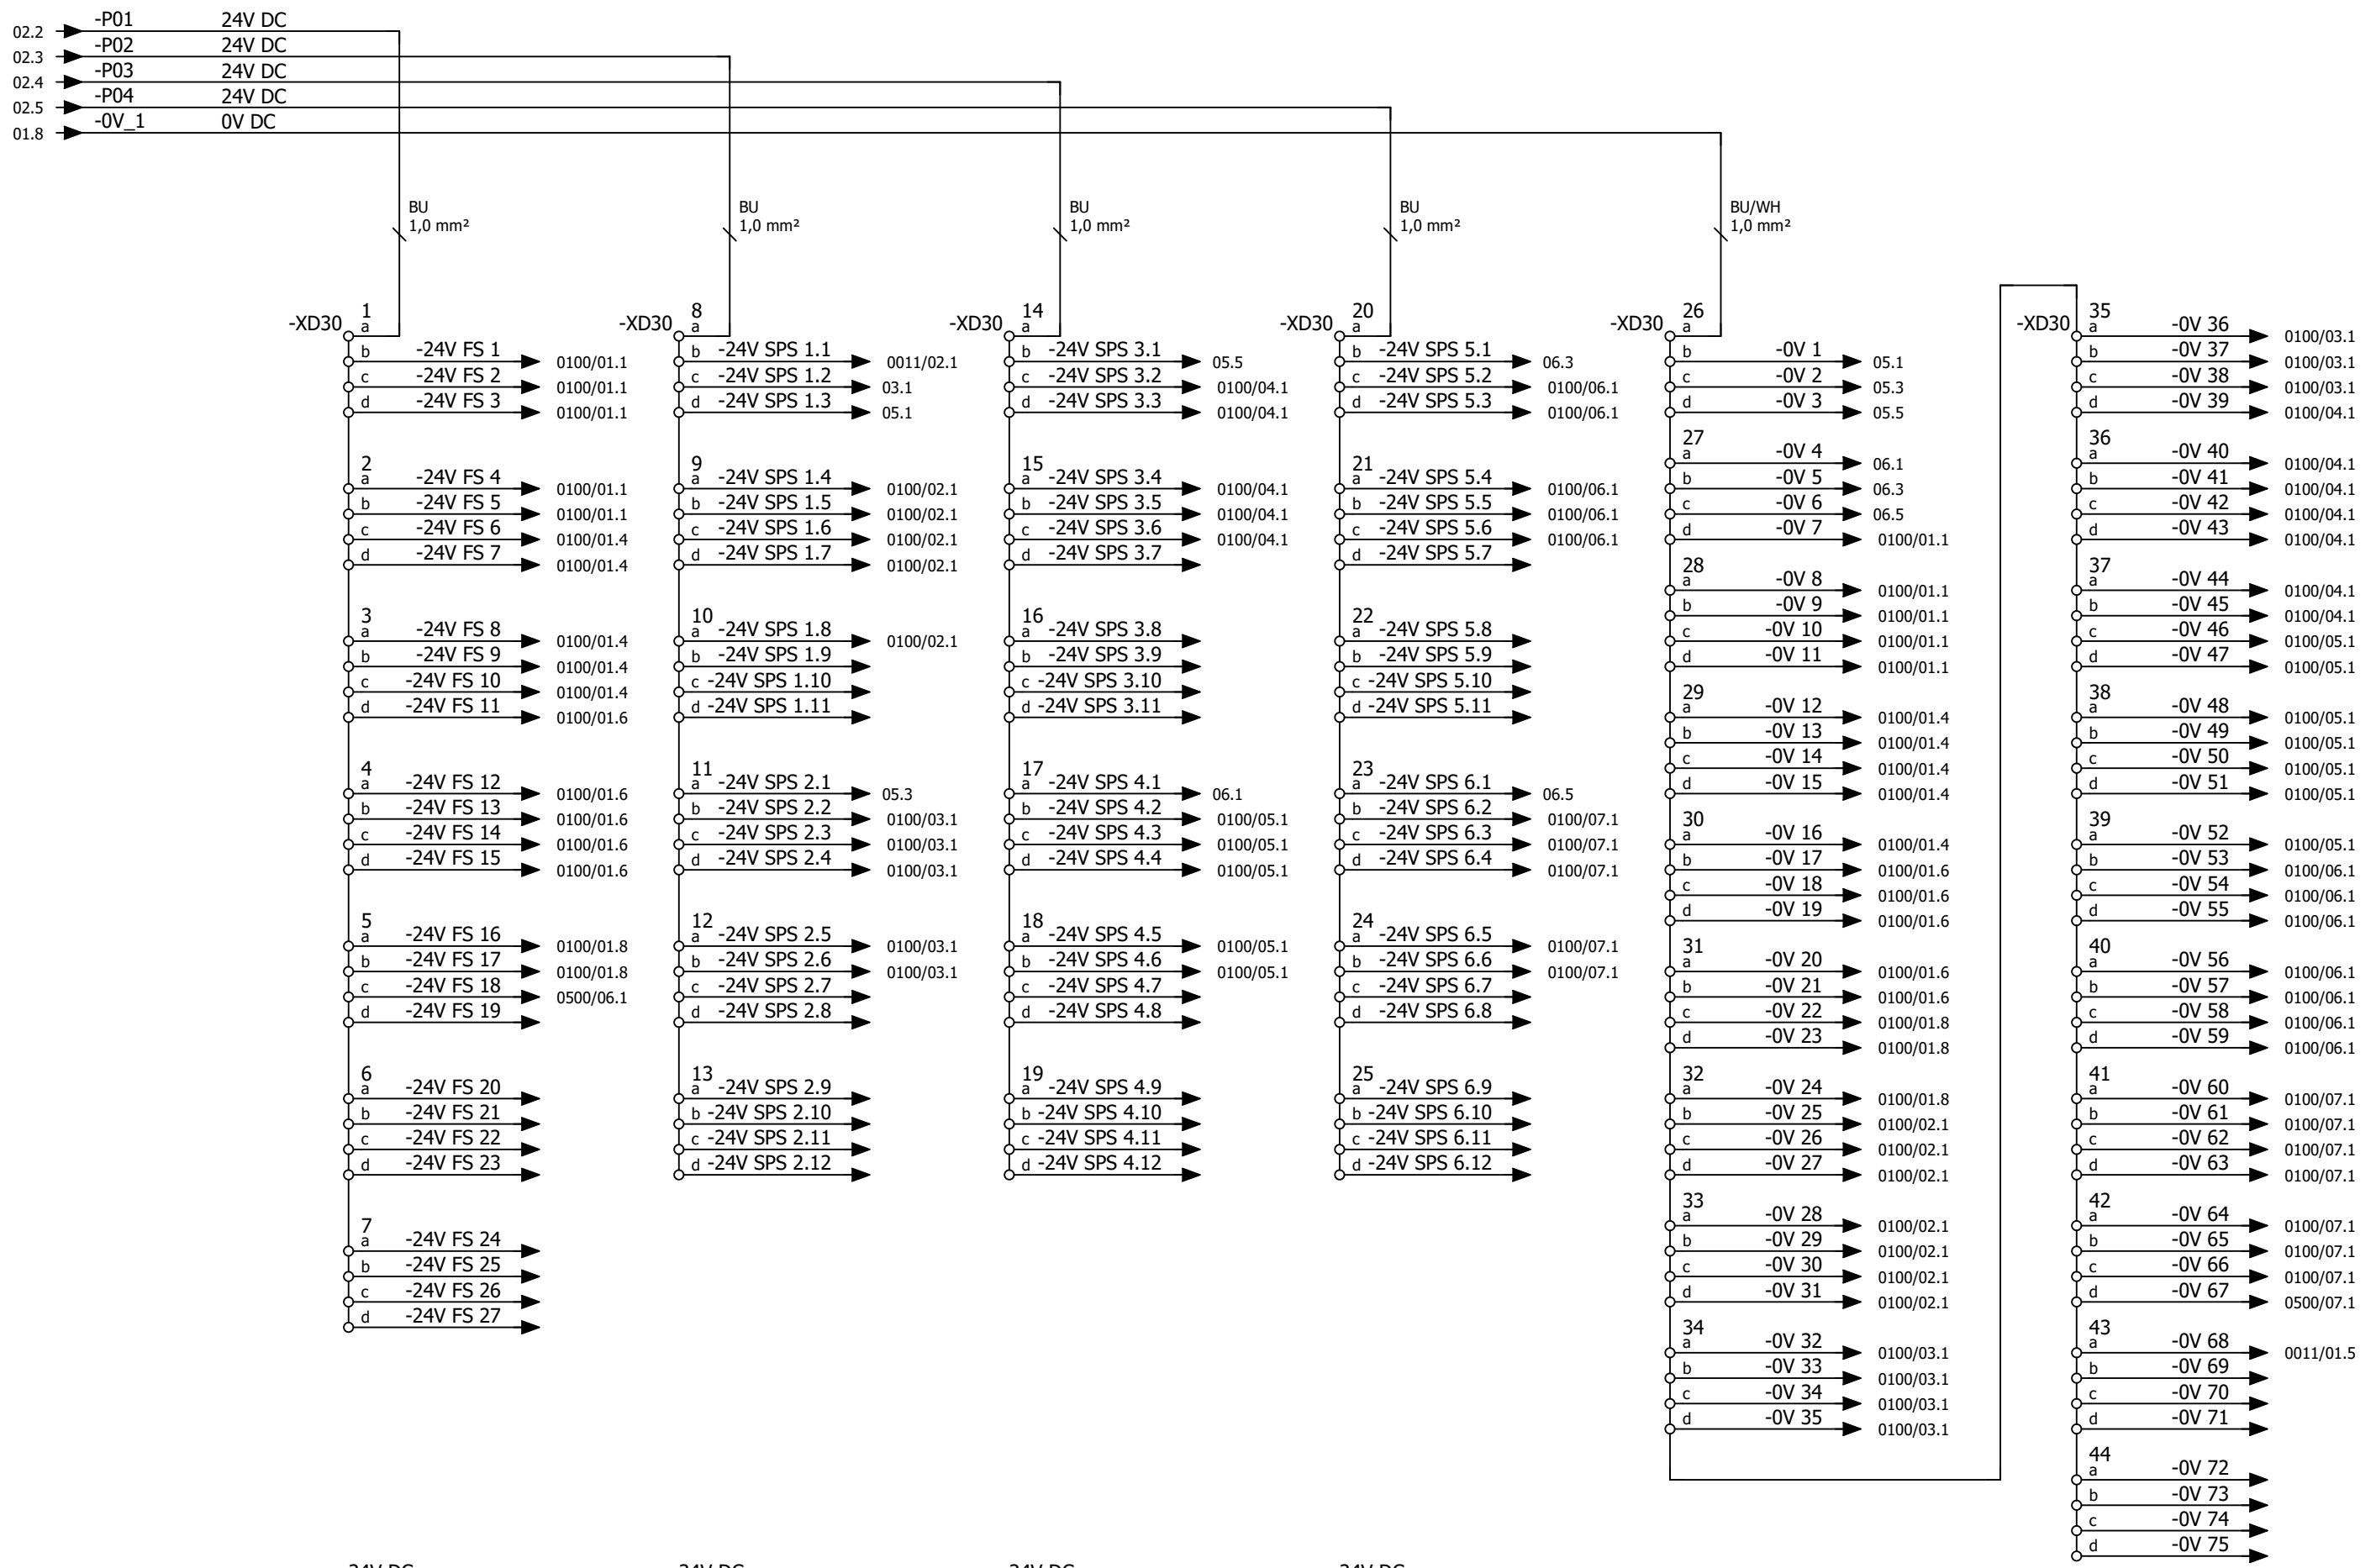 02.2 -P01 24V DC
02.3 -P02 24V DC
02.4 -P03 24V DC
02.5 -P04 24V DC
01.8 -0V_1 0V DC
BU
1,0 mm²
BU
1,0 mm²
BU
1,0 mm²
BU
1,0 mm²
BU/WH
1,0 mm²
-XD30
1
a
b -24V FS 1 0100/01.1
c -24V FS 2 0100/01.1
d -24V FS 3 0100/01.1
2
a -24V FS 4 0100/01.1
b -24V FS 5 0100/01.1
c -24V FS 6 0100/01.4
d -24V FS 7 0100/01.4
3
a -24V FS 8 0100/01.4
b -24V FS 9 0100/01.4
c -24V FS 10 0100/01.4
d -24V FS 11 0100/01.6
4
a -24V FS 12 0100/01.6
b -24V FS 13 0100/01.6
c -24V FS 14 0100/01.6
d -24V FS 15 0100/01.6
5
a -24V FS 16 0100/01.8
b -24V FS 17 0100/01.8
c -24V FS 18 0500/06.1
d -24V FS 19
6
a -24V FS 20
b -24V FS 21
c -24V FS 22
d -24V FS 23
7
a -24V FS 24
b -24V FS 25
c -24V FS 26
d -24V FS 27
-XD30
8
a
b -24V SPS 1.1 0011/02.1
c -24V SPS 1.2 03.1
d -24V SPS 1.3 05.1
9
a -24V SPS 1.4 0100/02.1
b -24V SPS 1.5 0100/02.1
c -24V SPS 1.6 0100/02.1
d -24V SPS 1.7 0100/02.1
10
a -24V SPS 1.8 0100/02.1
b -24V SPS 1.9
c -24V SPS 1.10
d -24V SPS 1.11
11
a -24V SPS 2.1 05.3
b -24V SPS 2.2 0100/03.1
c -24V SPS 2.3 0100/03.1
d -24V SPS 2.4 0100/03.1
12
a -24V SPS 2.5 0100/03.1
b -24V SPS 2.6 0100/03.1
c -24V SPS 2.7
d -24V SPS 2.8
13
a -24V SPS 2.9
b -24V SPS 2.10
c -24V SPS 2.11
d -24V SPS 2.12
-XD30
14
a
b -24V SPS 3.1 05.5
c -24V SPS 3.2 0100/04.1
d -24V SPS 3.3 0100/04.1
15
a -24V SPS 3.4 0100/04.1
b -24V SPS 3.5 0100/04.1
c -24V SPS 3.6 0100/04.1
d -24V SPS 3.7
16
a -24V SPS 3.8
b -24V SPS 3.9
c -24V SPS 3.10
d -24V SPS 3.11
17
a -24V SPS 4.1 06.1
b -24V SPS 4.2 0100/05.1
c -24V SPS 4.3 0100/05.1
d -24V SPS 4.4 0100/05.1
18
a -24V SPS 4.5 0100/05.1
b -24V SPS 4.6 0100/05.1
c -24V SPS 4.7
d -24V SPS 4.8
19
a -24V SPS 4.9
b -24V SPS 4.10
c -24V SPS 4.11
d -24V SPS 4.12
-XD30
20
a
b -24V SPS 5.1 06.3
c -24V SPS 5.2 0100/06.1
d -24V SPS 5.3 0100/06.1
21
a -24V SPS 5.4 0100/06.1
b -24V SPS 5.5 0100/06.1
c -24V SPS 5.6 0100/06.1
d -24V SPS 5.7
22
a -24V SPS 5.8
b -24V SPS 5.9
c -24V SPS 5.10
d -24V SPS 5.11
23
a -24V SPS 6.1 06.5
b -24V SPS 6.2 0100/07.1
c -24V SPS 6.3 0100/07.1
d -24V SPS 6.4 0100/07.1
24
a -24V SPS 6.5 0100/07.1
b -24V SPS 6.6 0100/07.1
c -24V SPS 6.7
d -24V SPS 6.8
25
a -24V SPS 6.9
b -24V SPS 6.10
c -24V SPS 6.11
d -24V SPS 6.12
-XD30
26
a
b -0V 1 05.1
c -0V 2 05.3
d -0V 3 05.5
27
a -0V 4 06.1
b -0V 5 06.3
c -0V 6 06.5
d -0V 7 0100/01.1
28
a -0V 8 0100/01.1
b -0V 9 0100/01.1
c -0V 10 0100/01.1
d -0V 11 0100/01.1
29
a -0V 12 0100/01.4
b -0V 13 0100/01.4
c -0V 14 0100/01.4
d -0V 15 0100/01.4
30
a -0V 16 0100/01.4
b -0V 17 0100/01.6
c -0V 18 0100/01.6
d -0V 19 0100/01.6
31
a -0V 20 0100/01.6
b -0V 21 0100/01.6
c -0V 22 0100/01.8
d -0V 23 0100/01.8
32
a -0V 24 0100/01.8
b -0V 25 0100/02.1
c -0V 26 0100/02.1
d -0V 27 0100/02.1
33
a -0V 28 0100/02.1
b -0V 29 0100/02.1
c -0V 30 0100/02.1
d -0V 31 0100/02.1
34
a -0V 32 0100/03.1
b -0V 33 0100/03.1
c -0V 34 0100/03.1
d -0V 35 0100/03.1
-XD30
35
a -0V 36 0100/03.1
b -0V 37 0100/03.1
c -0V 38 0100/03.1
d -0V 39 0100/04.1
36
a -0V 40 0100/04.1
b -0V 41 0100/04.1
c -0V 42 0100/04.1
d -0V 43 0100/04.1
37
a -0V 44 0100/04.1
b -0V 45 0100/04.1
c -0V 46 0100/05.1
d -0V 47 0100/05.1
38
a -0V 48 0100/05.1
b -0V 49 0100/05.1
c -0V 50 0100/05.1
d -0V 51 0100/05.1
39
a -0V 52 0100/05.1
b -0V 53 0100/06.1
c -0V 54 0100/06.1
d -0V 55 0100/06.1
40
a -0V 56 0100/06.1
b -0V 57 0100/06.1
c -0V 58 0100/06.1
d -0V 59 0100/06.1
41
a -0V 60 0100/07.1
b -0V 61 0100/07.1
c -0V 62 0100/07.1
d -0V 63 0100/07.1
42
a -0V 64 0100/07.1
b -0V 65 0100/07.1
c -0V 66 0100/07.1
d -0V 67 0500/07.1
43
a -0V 68 0011/01.5
b -0V 69
c -0V 70
d -0V 71
44
a -0V 72
b -0V 73
c -0V 74
d -0V 75
24V DC
24V DC
24V DC
24V DC